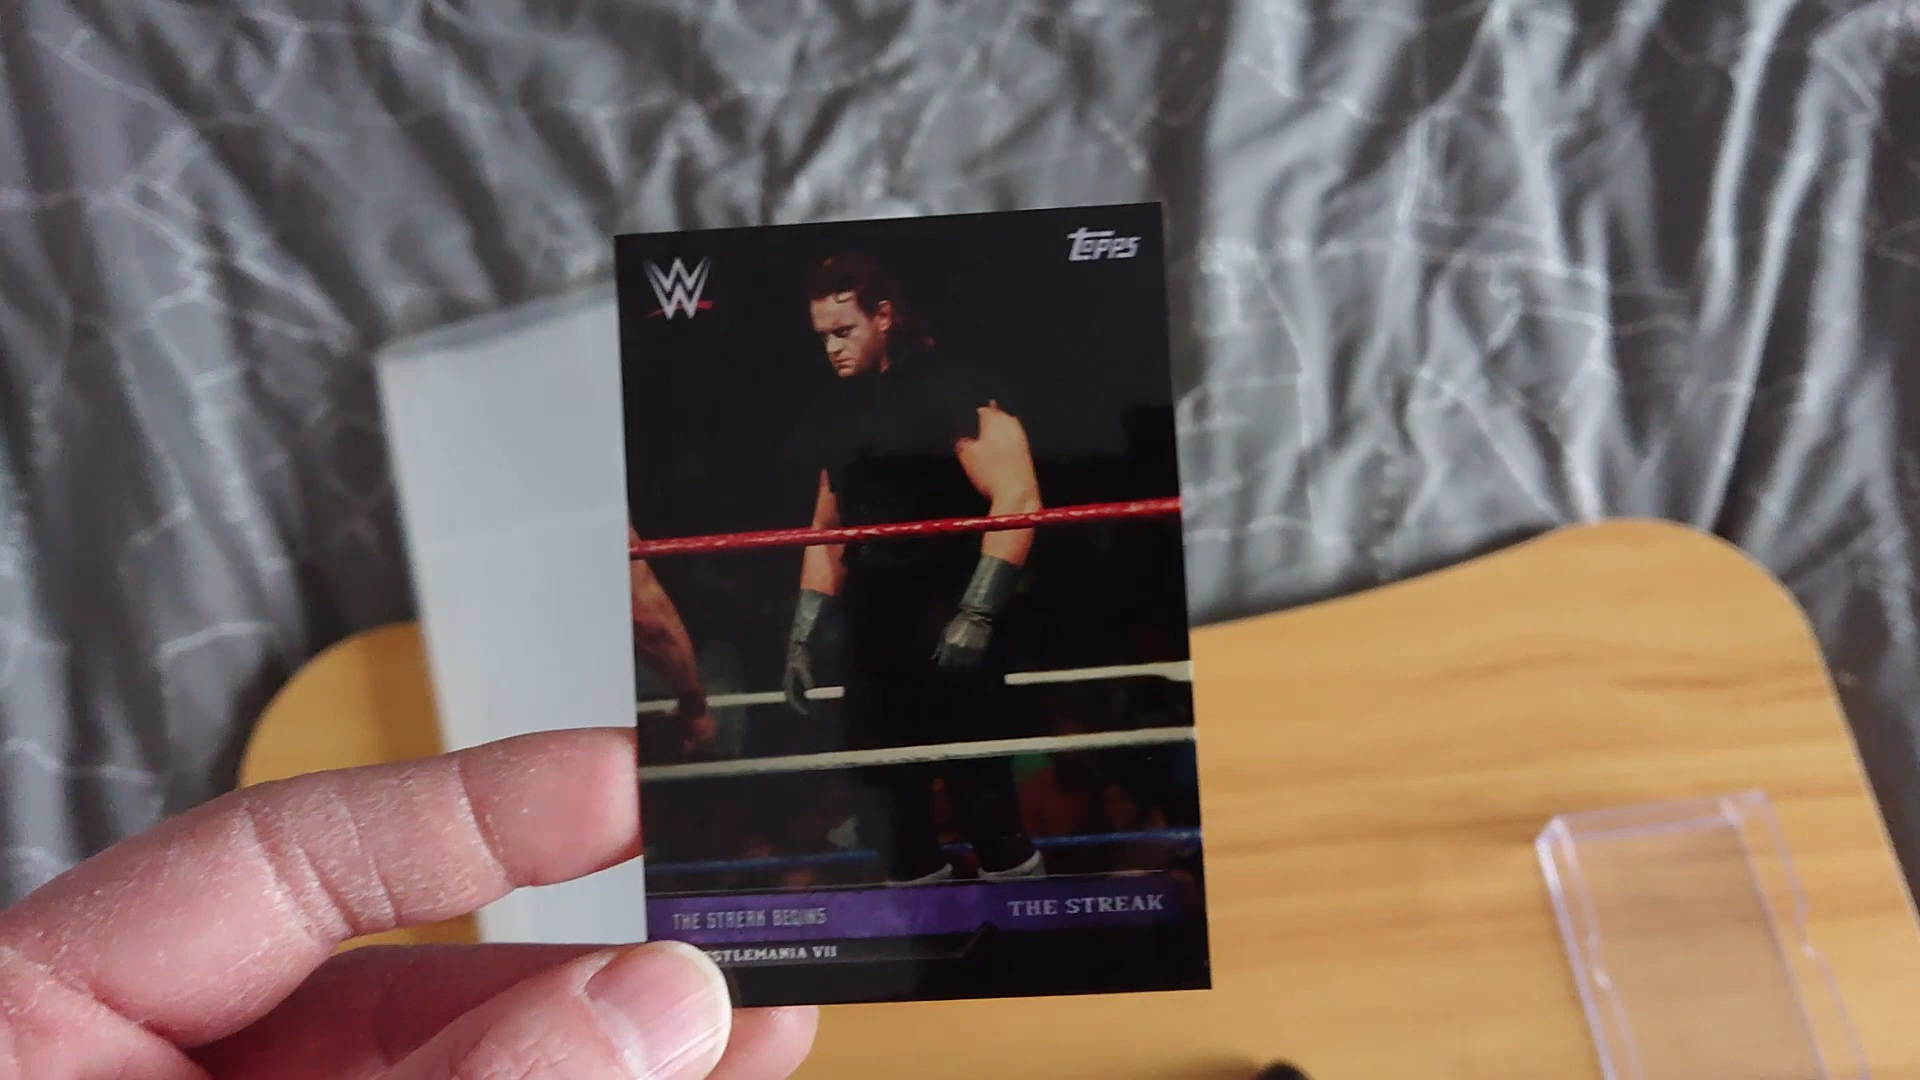 W
Topps
THE STREAK BEGINS
THE STREAK
STLEMANIA VII